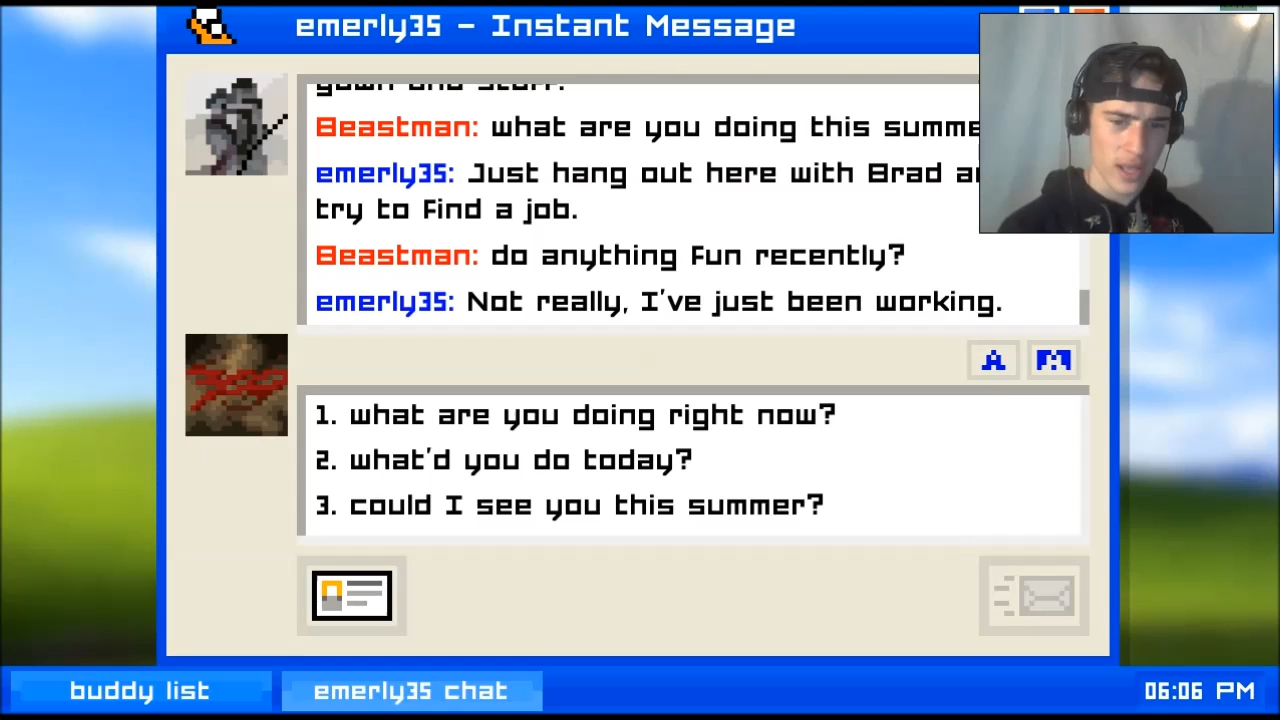 emerly35 - Instant Message
Beastman: what are you doing this summe
emerly35: Just hang out here with Brad a
try to find a job.
Beastman: do anything fun recently?
emerly35: Not really, I've just been working.
A M
1. what are you doing right now?
2. what'd you do today?
3. could I see you this summer?
buddy list
emerly35 chat
06:06 PM